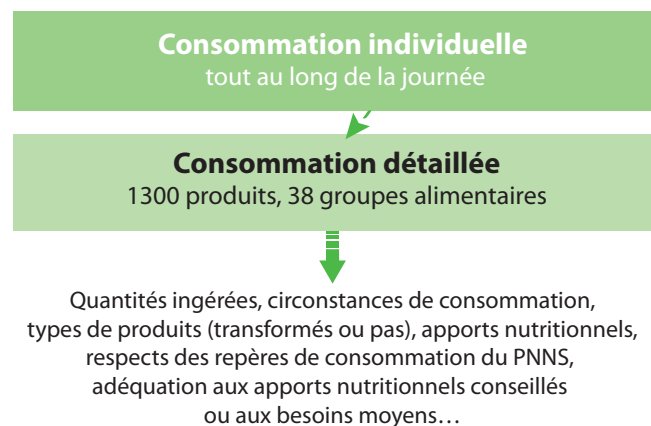 Consommation individuelle
tout au long de la journée
Consommation détaillée
1300 produits, 38 groupes alimentaires
Quantités ingérées, circonstances de consommation,
types de produits (transformés ou pas), apports nutritionnels,
respects des repères de consommation du PNNS,
adéquation aux apports nutritionnels conseillés
ou aux besoins moyens…